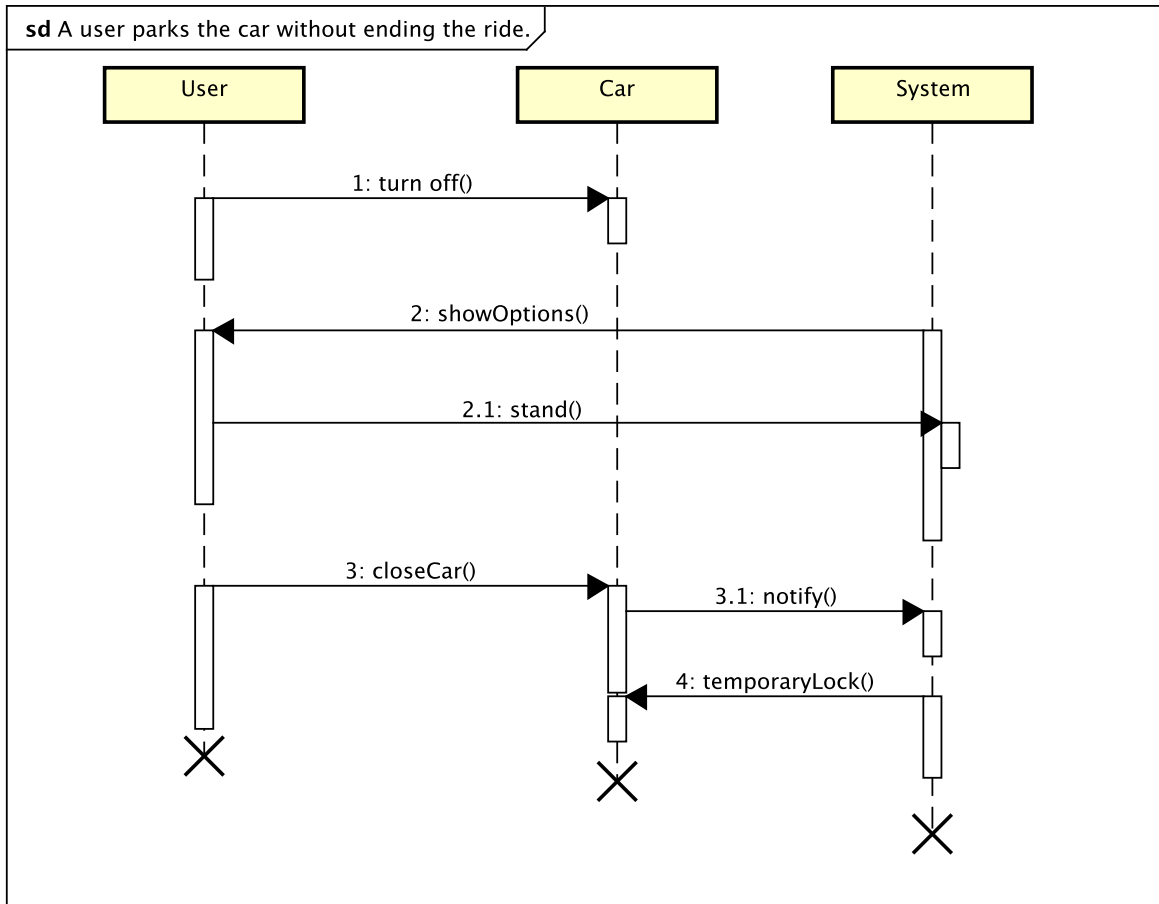 sd A user parks the car without ending the ride.
User
Car
System
1: turn off()
2: showOptions()
2.1: stand()
3: closeCar()
3.1: notify()
4: temporaryLock()